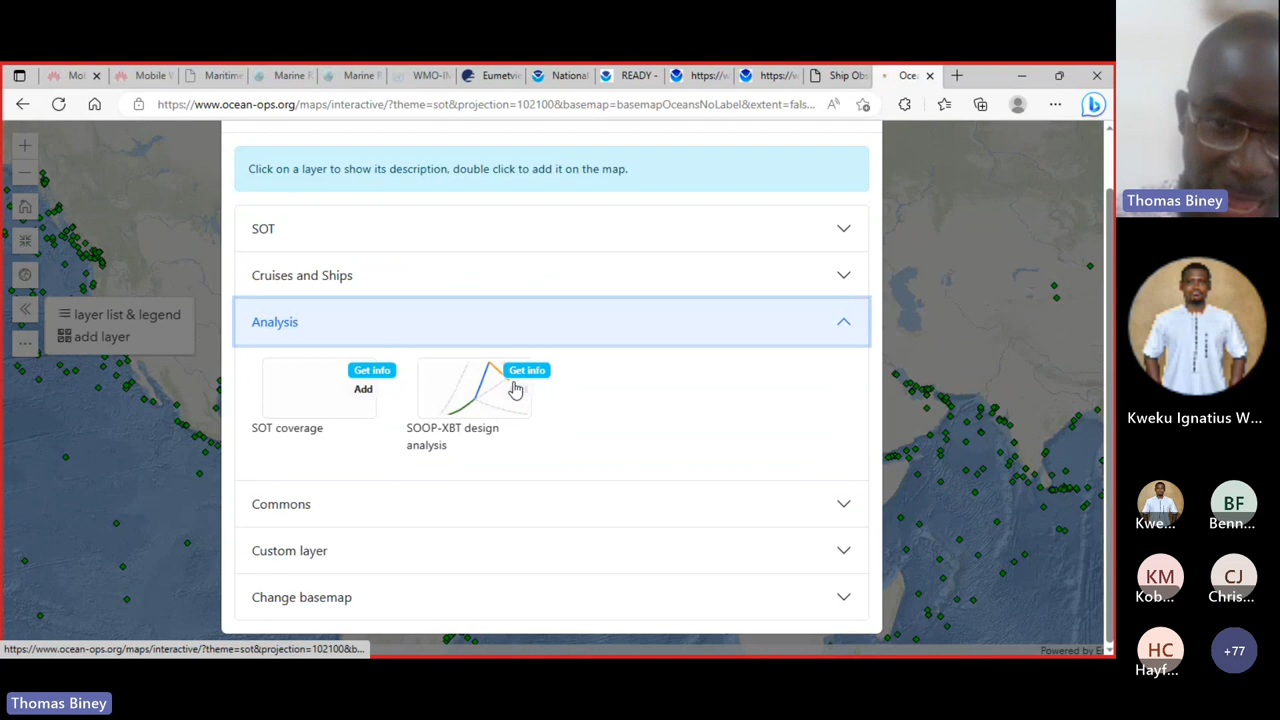 Mo
Mobile
Maritime
Marine
Marine
WMO-IN
Eumetvie
National
READY -
https://w
https://w
Ship Obs
Ocea
https://www.ocean-ops.org/maps/interactive/?theme=sot&projection=102100&basemap=basemapOceansNoLabel&extent=fals...
Click on a layer to show its description, double click to add it on the map.
SOT
Cruises and Ships
layer list & legend
add layer
Analysis
Get info
Add
Get info
SOT coverage
SOOP-XBT design
analysis
Commons
Custom layer
Change basemap
https://www.ocean-ops.org/maps/interactive/?theme=sot&projection=102100&b...
Powered by E
Thomas Biney
Thomas Biney
Kweku Ignatius W...
Kwe...
BF
Benn...
KM
Kob...
CJ
Chris...
HC
Hayf...
+77